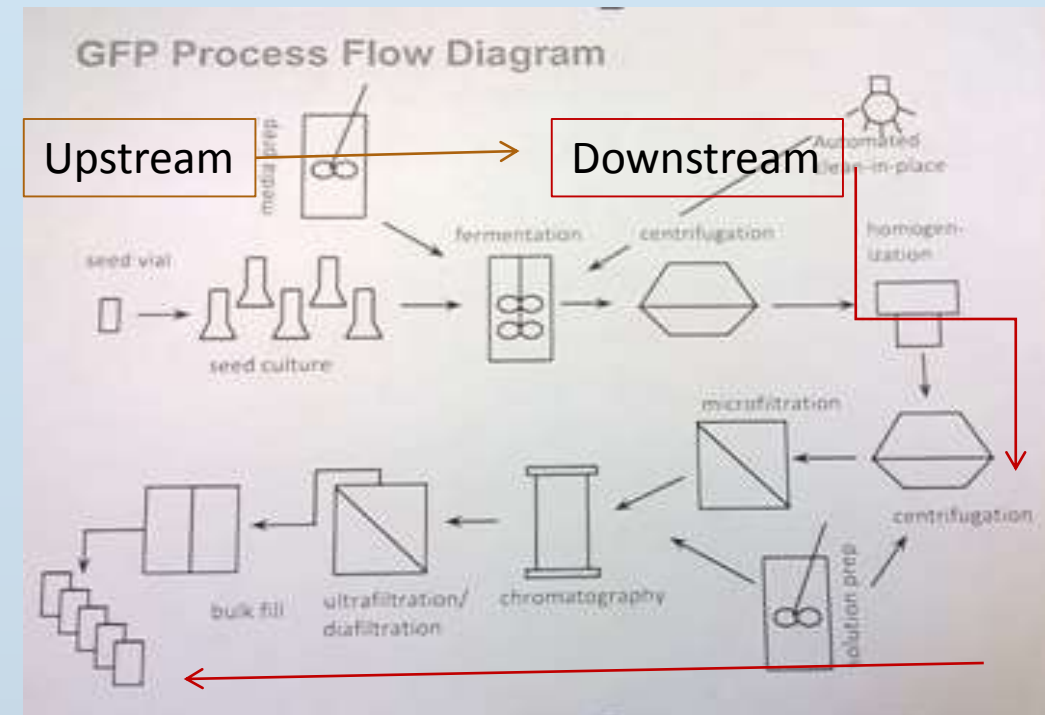 GFP Process Flow Diagram
Upstream
Downstream
media prep
Automated
clean-in-place
fermentation
centrifugation
homogen-
ization
seed vial
seed culture
microfiltration
centrifugation
solution prep
bulk fill
ultrafiltration/
diafiltration
chromatography